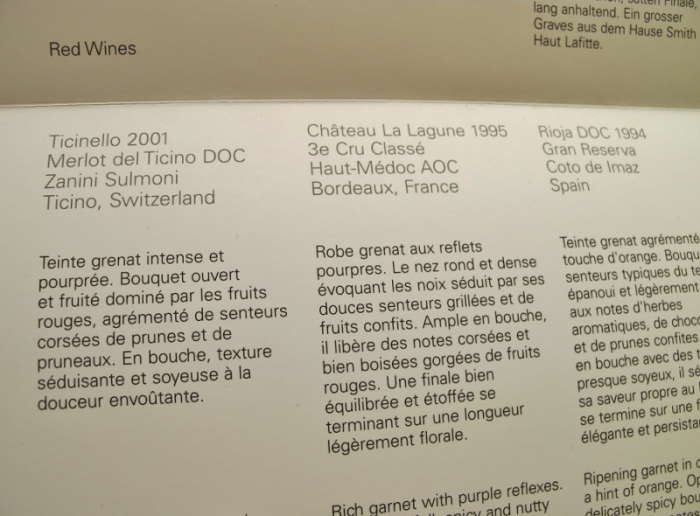 lang anhaltend. Ein grosser
Graves aus dem Hause Smith
Haut Lafitte.
Red Wines
Ticinello 2001
Merlot del Ticino DOC
Zanini Sulmoni
Ticino, Switzerland
Teinte grenat intense et
pourprée. Bouquet ouvert
et fruité dominé par les fruits
rouges, agrémenté de senteurs
corsées de prunes et de
pruneaux. En bouche, texture
séduisante et soyeuse à la
douceur envoûtante.
Château La Lagune 1995
3e Cru Classé
Haut-Médoc AOC
Bordeaux, France
Robe grenat aux reflets
pourpres. Le nez rond et dense
évoquant les noix séduit par ses
douces senteurs grillées et de
fruits confits. Ample en bouche,
il libère des notes corsées et
bien boisées gorgées de fruits
rouges. Une finale bien
équilibrée et étoffée se
terminant sur une longueur
légèrement florale.
Rich garnet with purple reflexes.
spicy and nutty
Rioja DOC 1994
Gran Reserva
Coto de Imaz
Spain
Teinte grenat agrémenté
touche d'orange. Bouqu
senteurs typiques du te
épanoui et légèrement
aux notes d'herbes
aromatiques, de choco
et de prunes confites
en bouche avec des t
presque soyeux, il sé
sa saveur propre au
se termine sur une f
élégante et persista
Ripening garnet in c
a hint of orange. Op
delicately spicy bou